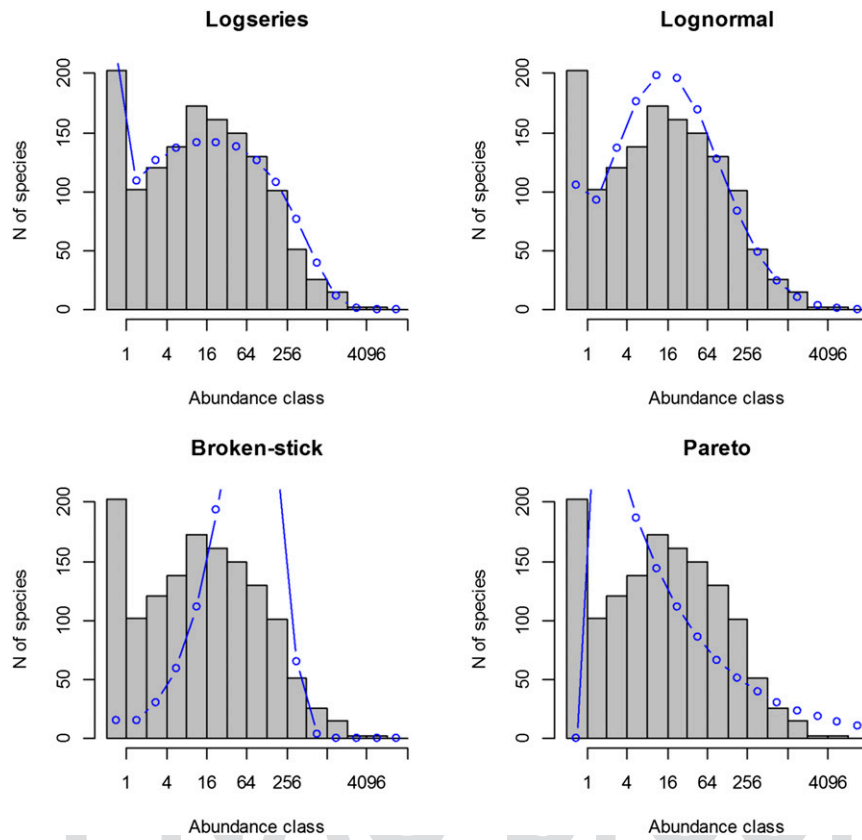 Logseries
Lognormal
N of species
0 50 100 150 200
1 4 16 64 256 4096
Abundance class
N of species
0 50 100 150 200
1 4 16 64 256 4096
Abundance class
Broken-stick
Pareto
N of species
0 50 100 150 200
1 4 16 64 256 4096
Abundance class
N of species
0 50 100 150 200
1 4 16 64 256 4096
Abundance class